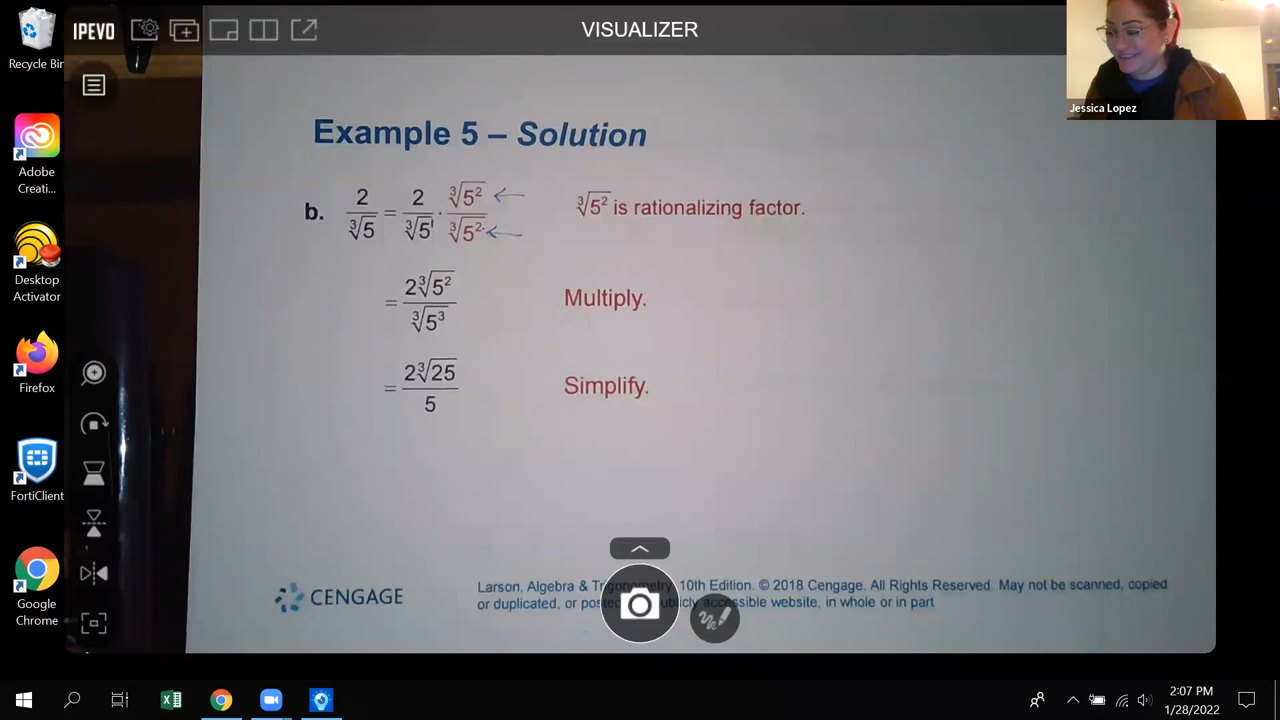 Recycle Bin
IPEVO
VISUALIZER
Jessica Lopez
Adobe
Creati...
Desktop
Activator
Firefox
FortiClient
Google
Chrome
Example 5 – Solution
b. 2/∛5 = 2/∛5¹ · ∛5²/∛5² ∛5² is rationalizing factor.
= 2∛5²/∛5³ Multiply.
= 2∛25/5 Simplify.
CENGAGE
Larson, Algebra & Trigonometry, 10th Edition. © 2018 Cengage. All Rights Reserved. May not be scanned, copied
or duplicated, or accessible website, in whole or in part
2:07 PM
1/28/2022